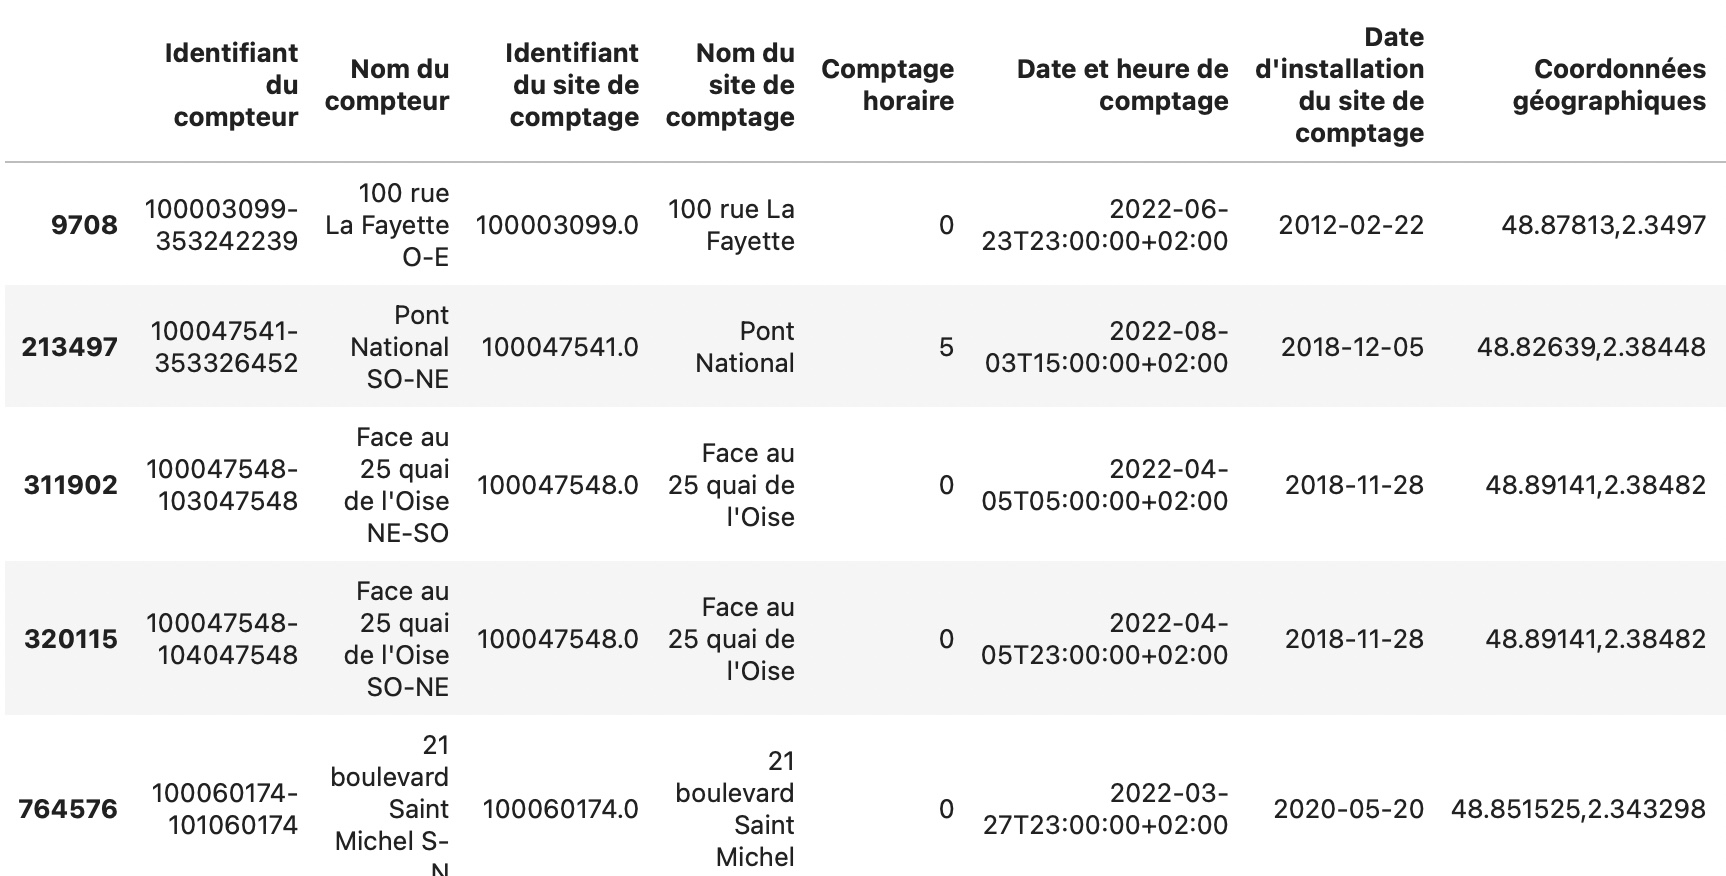 Identifiant du compteur Nom du compteur Identifiant du site de comptage Nom du site de comptage Comptage horaire Date et heure de comptage Date d'installation du site de comptage Coordonnées géographiques
9708 100003099-353242239 100 rue La Fayette O-E 100003099.0 100 rue La Fayette 0 2022-06-23T23:00:00+02:00 2012-02-22 48.87813,2.3497
213497 100047541-353326452 Pont National SO-NE 100047541.0 Pont National 5 2022-08-03T15:00:00+02:00 2018-12-05 48.82639,2.38448
311902 100047548-103047548 Face au 25 quai de l'Oise NE-SO 100047548.0 Face au 25 quai de l'Oise 0 2022-04-05T05:00:00+02:00 2018-11-28 48.89141,2.38482
320115 100047548-104047548 Face au 25 quai de l'Oise SO-NE 100047548.0 Face au 25 quai de l'Oise 0 2022-04-05T23:00:00+02:00 2018-11-28 48.89141,2.38482
764576 100060174-101060174 21 boulevard Saint Michel S-N 100060174.0 21 boulevard Saint Michel 0 2022-03-27T23:00:00+02:00 2020-05-20 48.851525,2.343298